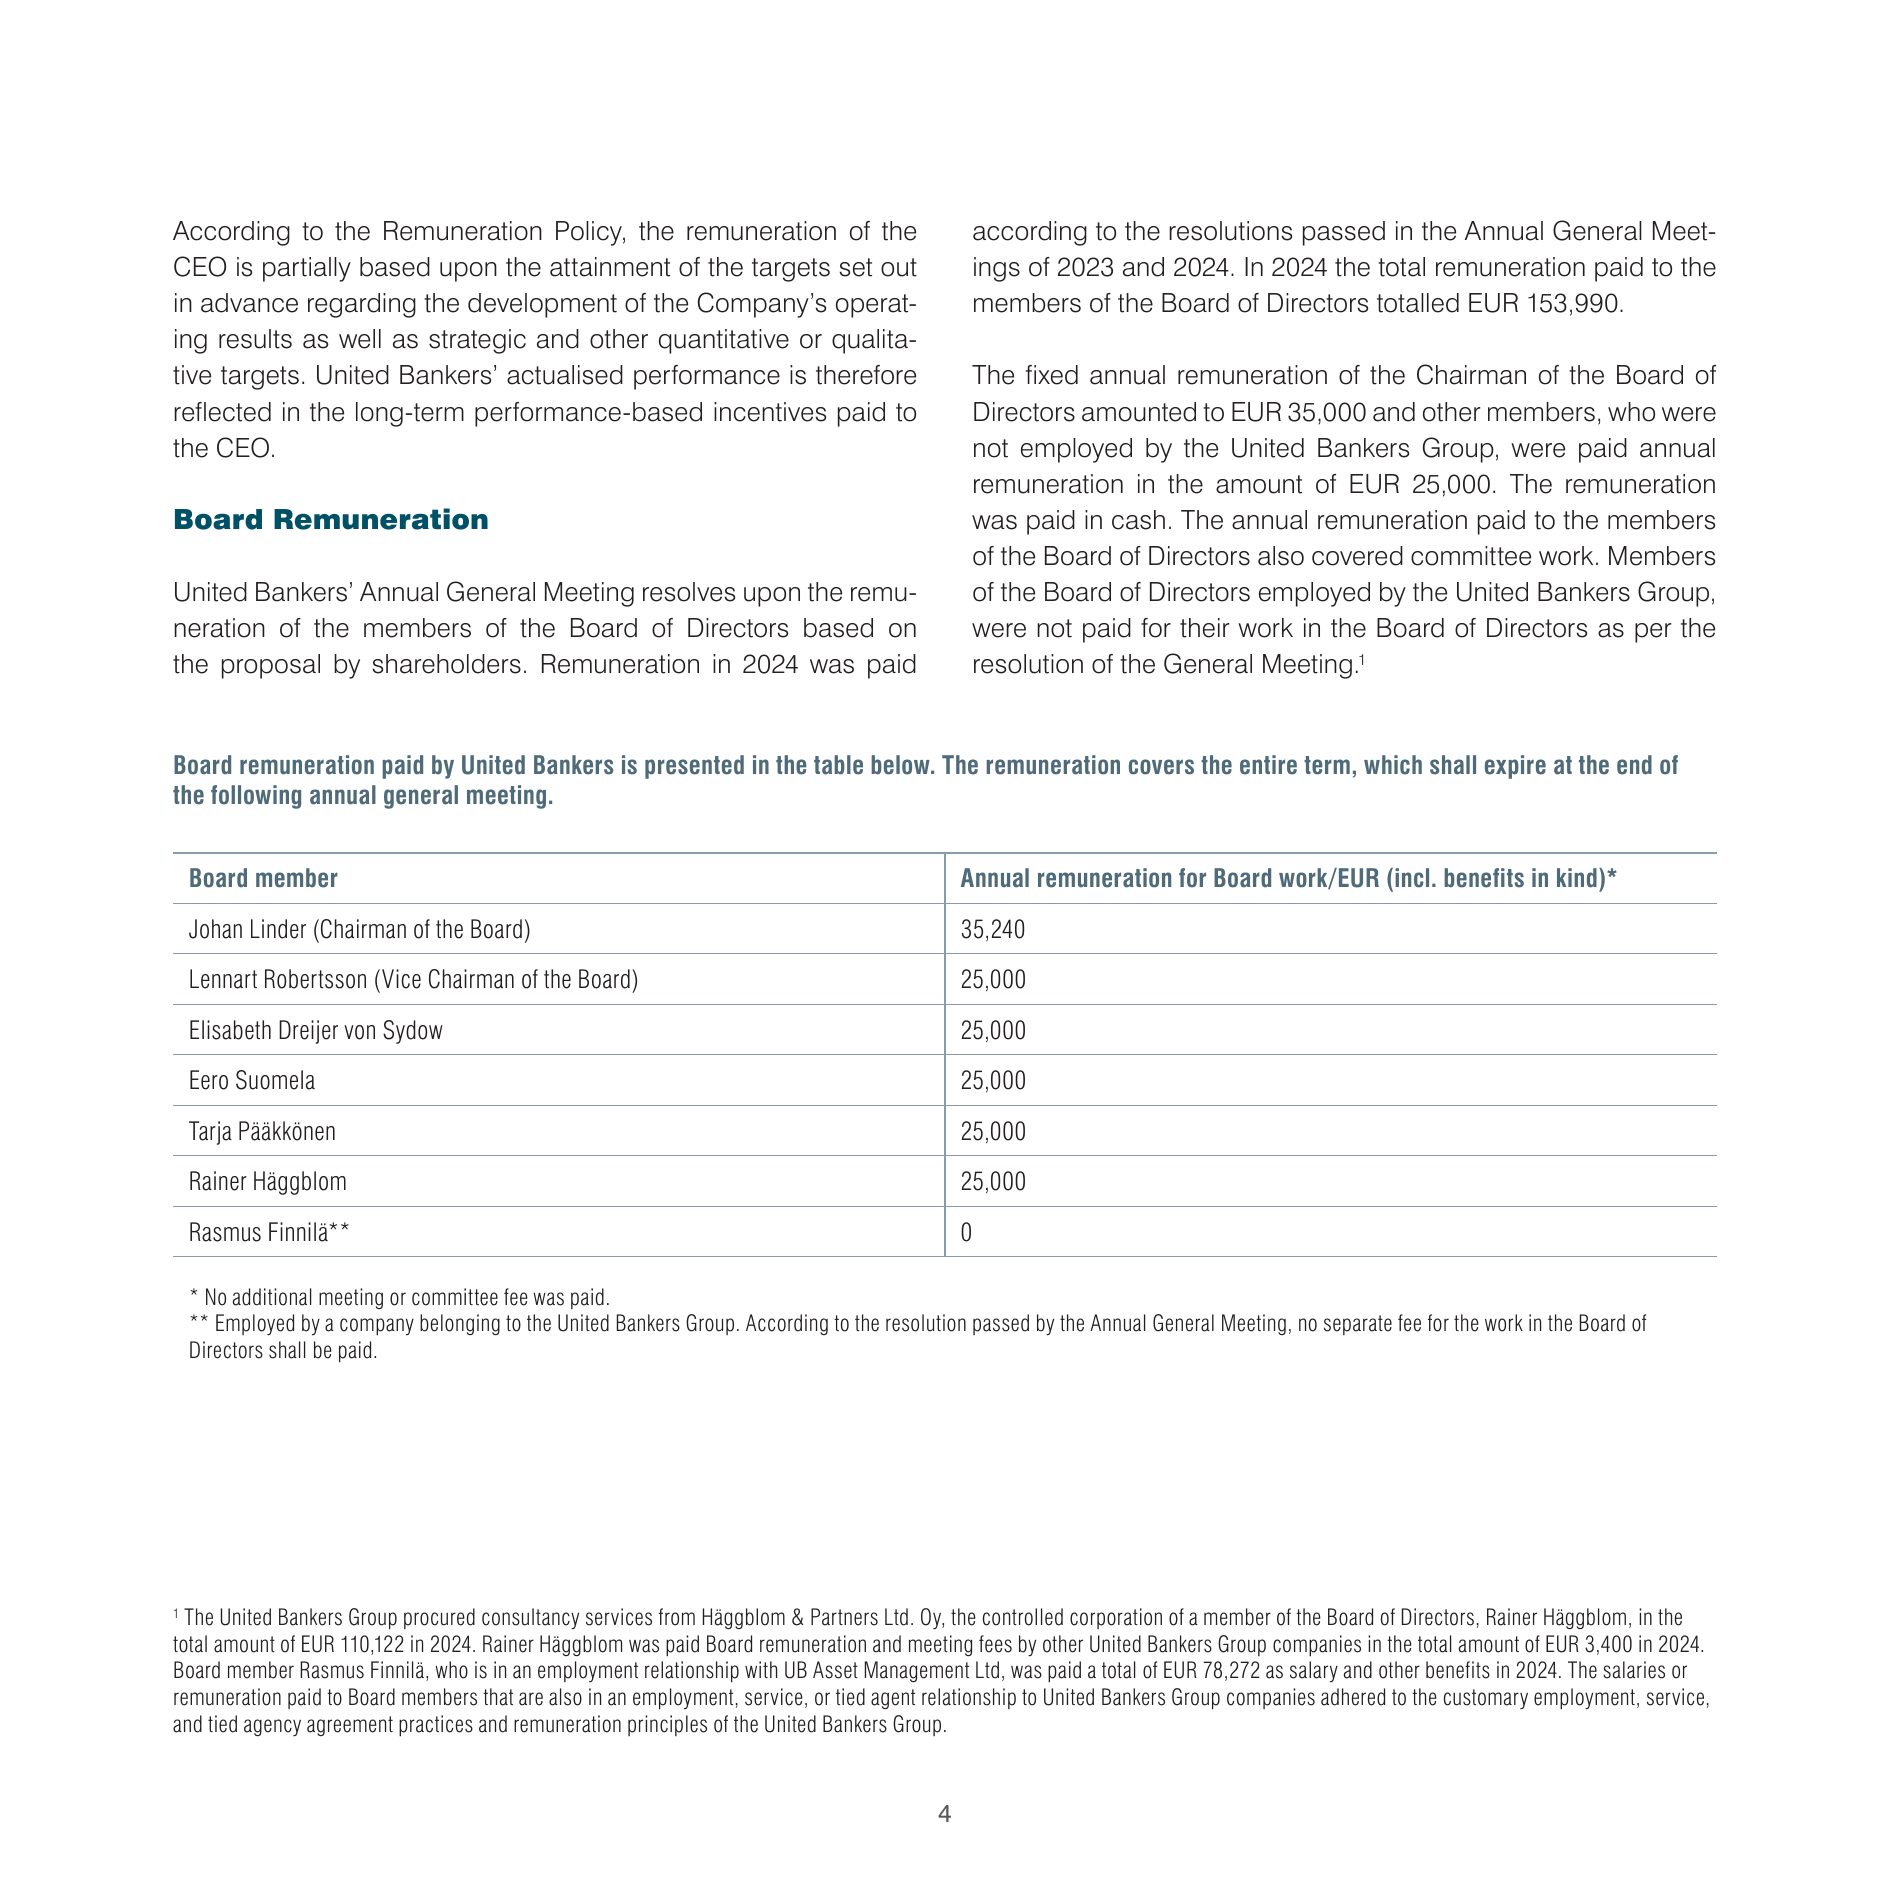 According to the Remuneration Policy, the remuneration of the
CEO is partially based upon the attainment of the targets set out
in advance regarding the development of the Company’s operat-
ing results as well as strategic and other quantitative or qualita-
tive targets. United Bankers’ actualised performance is therefore
reflected in the long-term performance-based incentives paid to
the CEO.
Board Remuneration
United Bankers’ Annual General Meeting resolves upon the remu-
neration of the members of the Board of Directors based on
the proposal by shareholders. Remuneration in 2024 was paid
according to the resolutions passed in the Annual General Meet-
ings of 2023 and 2024. In 2024 the total remuneration paid to the
members of the Board of Directors totalled EUR 153,990.
The fixed annual remuneration of the Chairman of the Board of
Directors amounted to EUR 35,000 and other members, who were
not employed by the United Bankers Group, were paid annual
remuneration in the amount of EUR 25,000. The remuneration
was paid in cash. The annual remuneration paid to the members
of the Board of Directors also covered committee work. Members
of the Board of Directors employed by the United Bankers Group,
were not paid for their work in the Board of Directors as per the
resolution of the General Meeting.¹
Board remuneration paid by United Bankers is presented in the table below. The remuneration covers the entire term, which shall expire at the end of
the following annual general meeting.
Board member Annual remuneration for Board work/EUR (incl. benefits in kind)*
Johan Linder (Chairman of the Board) 35,240
Lennart Robertsson (Vice Chairman of the Board) 25,000
Elisabeth Dreijer von Sydow 25,000
Eero Suomela 25,000
Tarja Pääkkönen 25,000
Rainer Häggblom 25,000
Rasmus Finnilä** 0
* No additional meeting or committee fee was paid.
** Employed by a company belonging to the United Bankers Group. According to the resolution passed by the Annual General Meeting, no separate fee for the work in the Board of
Directors shall be paid.
¹ The United Bankers Group procured consultancy services from Häggblom & Partners Ltd. Oy, the controlled corporation of a member of the Board of Directors, Rainer Häggblom, in the
total amount of EUR 110,122 in 2024. Rainer Häggblom was paid Board remuneration and meeting fees by other United Bankers Group companies in the total amount of EUR 3,400 in 2024.
Board member Rasmus Finnilä, who is in an employment relationship with UB Asset Management Ltd, was paid a total of EUR 78,272 as salary and other benefits in 2024. The salaries or
remuneration paid to Board members that are also in an employment, service, or tied agent relationship to United Bankers Group companies adhered to the customary employment, service,
and tied agency agreement practices and remuneration principles of the United Bankers Group.
4